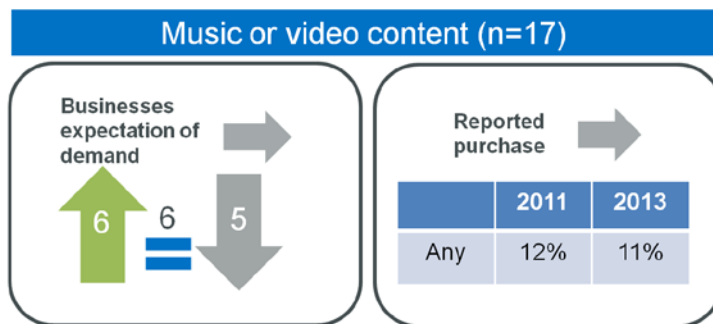 Music or video content (n=17)
Businesses
expectation of
demand
6
6
5
Reported
purchase
2011 2013
Any 12% 11%